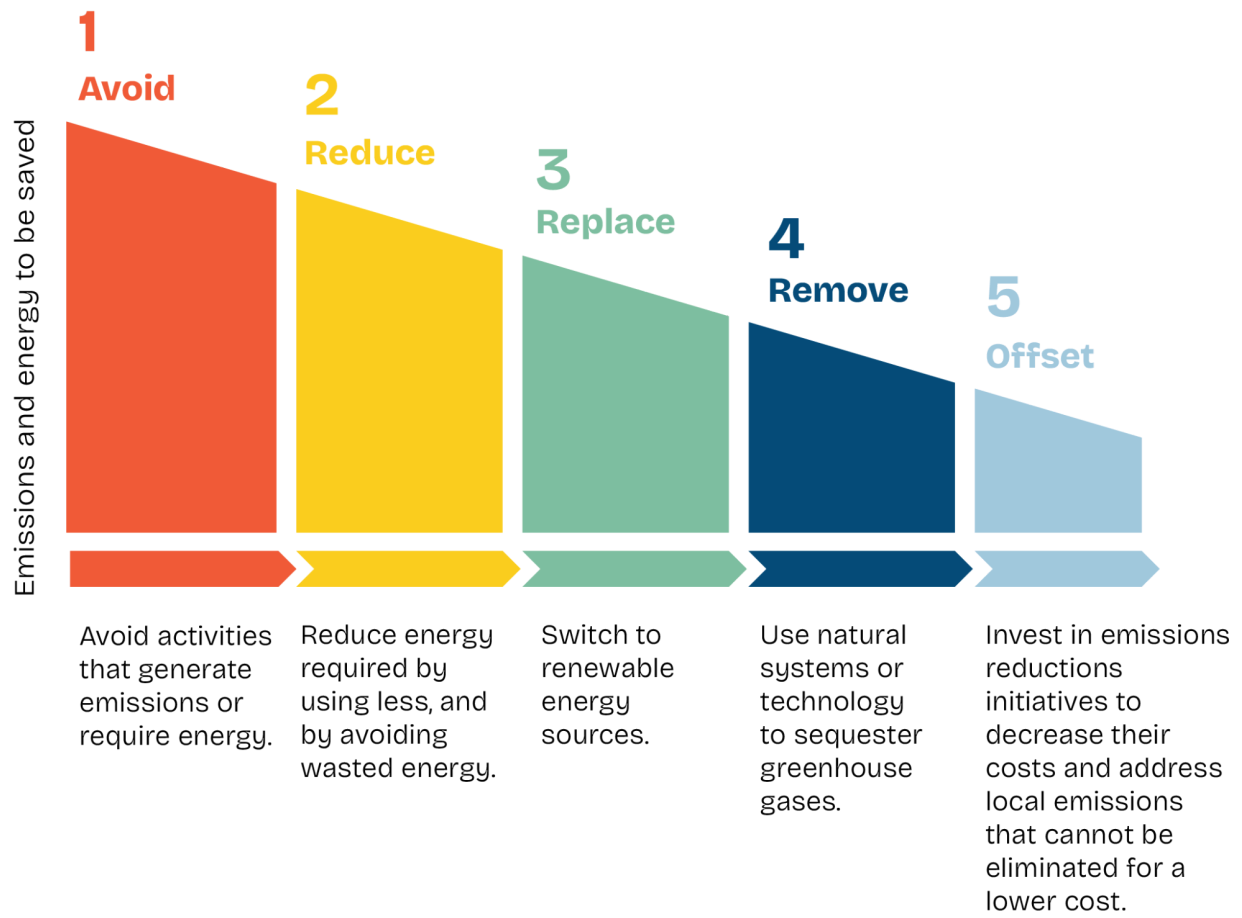 1
Avoid
2
Reduce
3
Replace
4
Remove
5
Offset
Emissions and energy to be saved
Avoid activities
that generate
emissions or
require energy.
Reduce energy
required by
using less, and
by avoiding
wasted energy.
Switch to
renewable
energy
sources.
Use natural
systems or
technology
to sequester
greenhouse
gases.
Invest in emissions
reductions
initiatives to
decrease their
costs and address
local emissions
that cannot be
eliminated for a
lower cost.